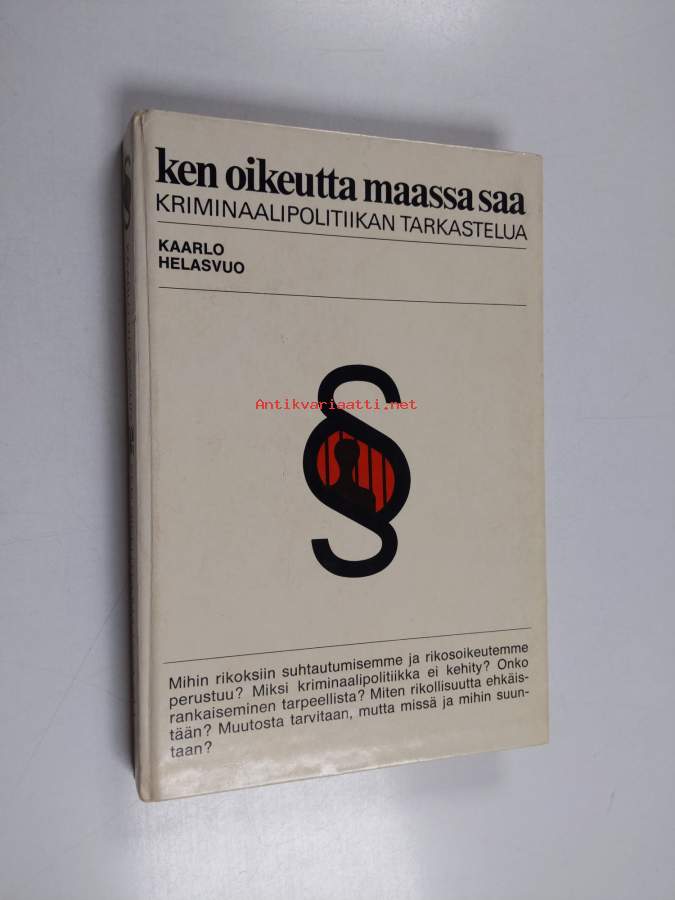 ken oikeutta maassa saa
KRIMINAALIPOLITIIKAN TARKASTELUA
KAARLO
HELASVUO
Antikvariaatti.net
§
Mihin rikoksiin suhtautumisemme ja rikosoikeutemme
perustuu? Miksi kriminaalipolitiikka ei kehity? Onko
rankaiseminen tarpeellista? Miten rikollisuutta ehkäis-
tään? Muutosta tarvitaan, mutta missä ja mihin suun-
taan?